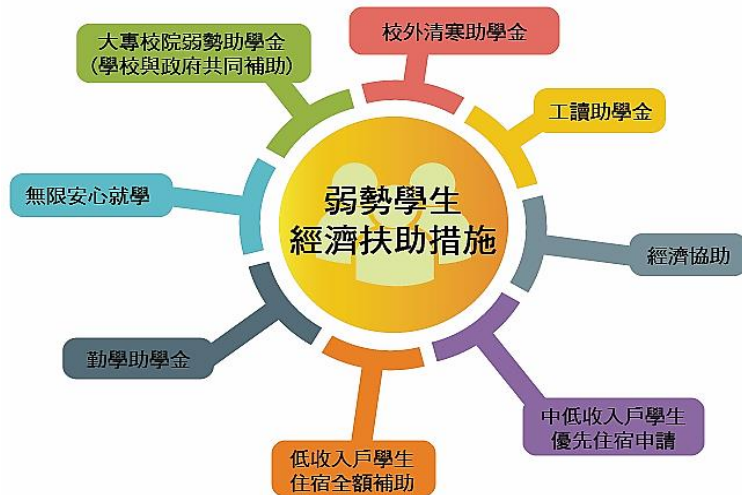 大專校院弱勢助學金
(學校與政府共同補助)
校外清寒助學金
工讀助學金
無限安心就學
弱勢學生
經濟扶助措施
經濟協助
勤學助學金
中低收入戶學生
優先住宿申請
低收入戶學生
住宿全額補助